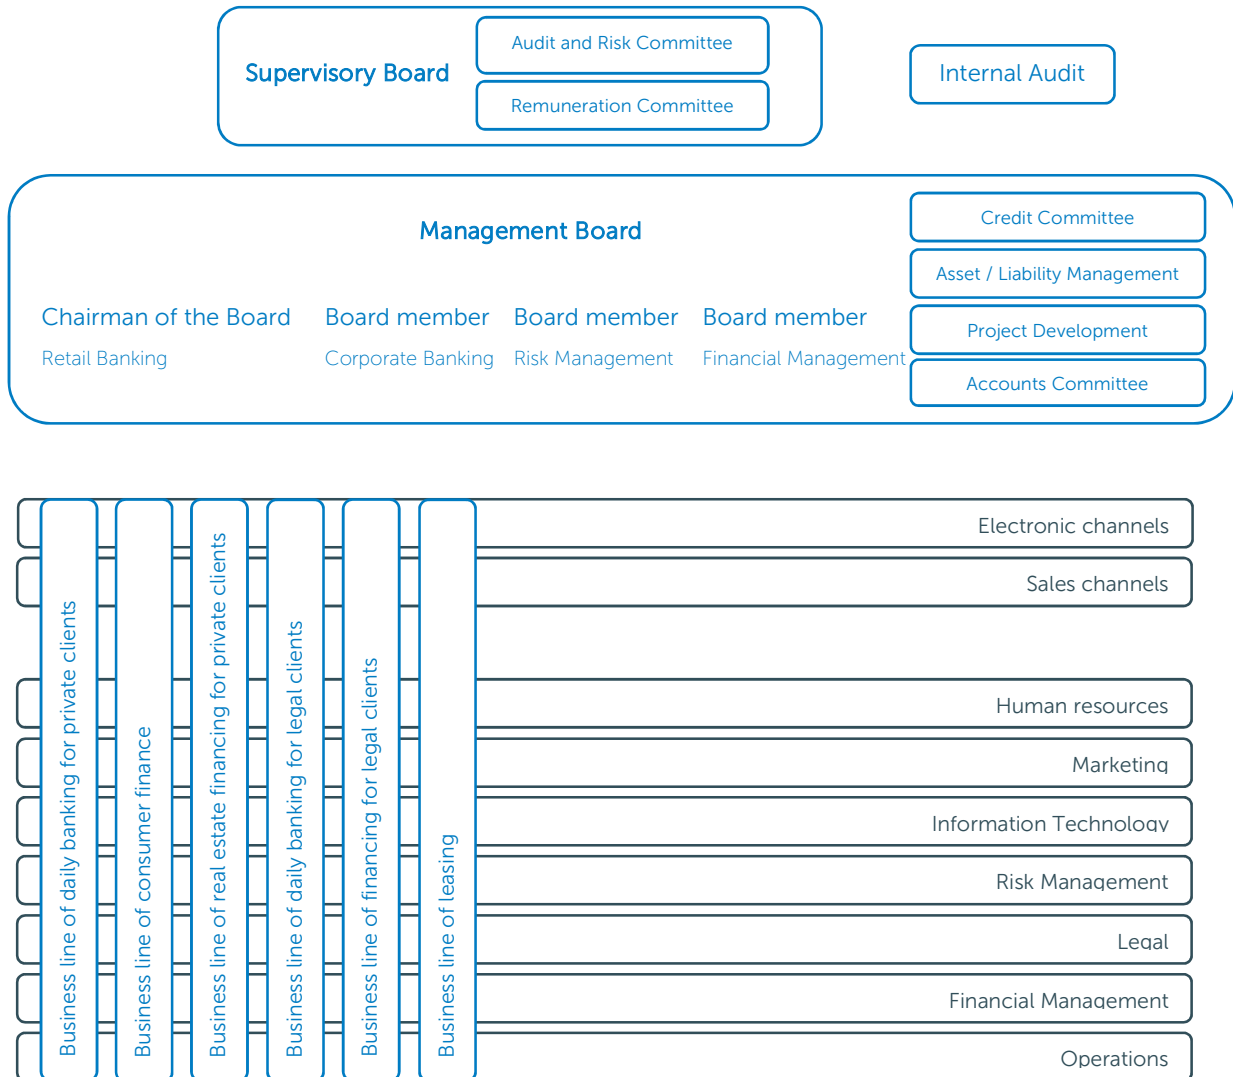 Supervisory Board
Audit and Risk Committee
Remuneration Committee
Internal Audit
Management Board
Chairman of the Board
Retail Banking
Board member
Corporate Banking
Board member
Risk Management
Board member
Financial Management
Credit Committee
Asset / Liability Management
Project Development
Accounts Committee
Electronic channels
Sales channels
Human resources
Marketing
Information Technology
Risk Management
Legal
Financial Management
Operations
Business line of daily banking for private clients
Business line of consumer finance
Business line of real estate financing for private clients
Business line of daily banking for legal clients
Business line of financing for legal clients
Business line of leasing